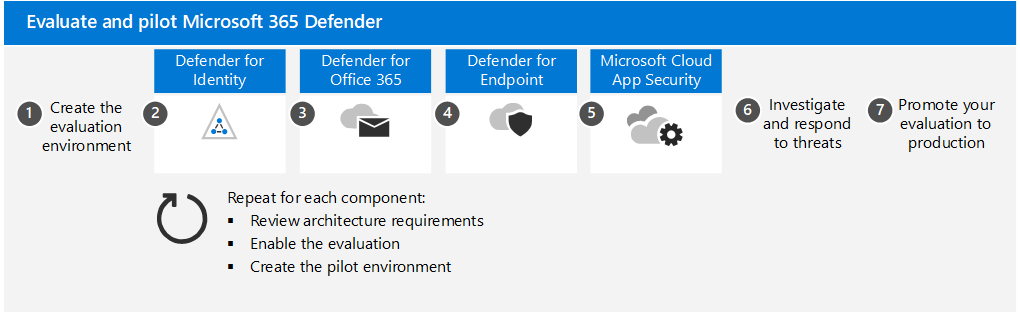 Evaluate and pilot Microsoft 365 Defender
1 Create the
evaluation
environment
2 Defender for
Identity
3 Defender for
Office 365
4 Defender for
Endpoint
5 Microsoft Cloud
App Security
6 Investigate
and respond
to threats
7 Promote your
evaluation to
production
Repeat for each component:
▪ Review architecture requirements
▪ Enable the evaluation
▪ Create the pilot environment